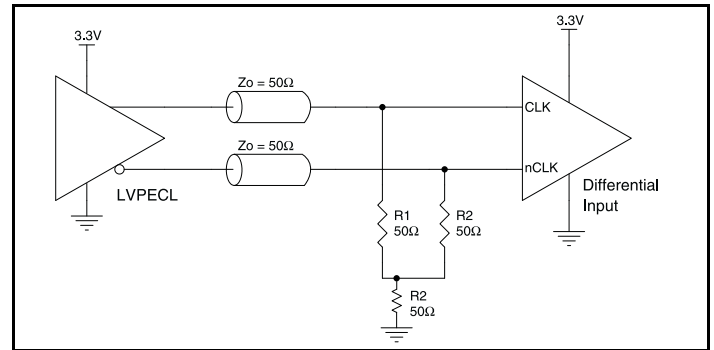 3.3V
3.3V
Zo = 50Ω
CLK
Zo = 50Ω
nCLK
LVPECL
Differential
Input
R1
50Ω
R2
50Ω
R2
50Ω